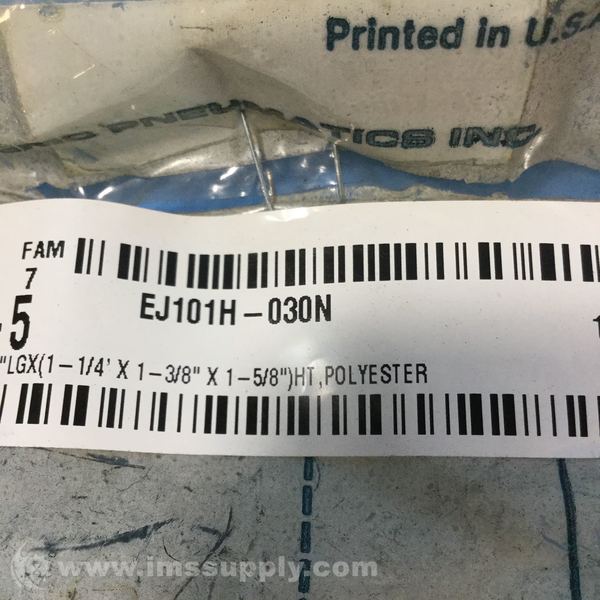 Printed in U.S.A
PNEUMATICS INC
FAM
7
-5
EJ101H-030N
"LGX(1-1/4' X 1-3/8" X 1-5/8")HT,POLYESTER
www.imssupply.com